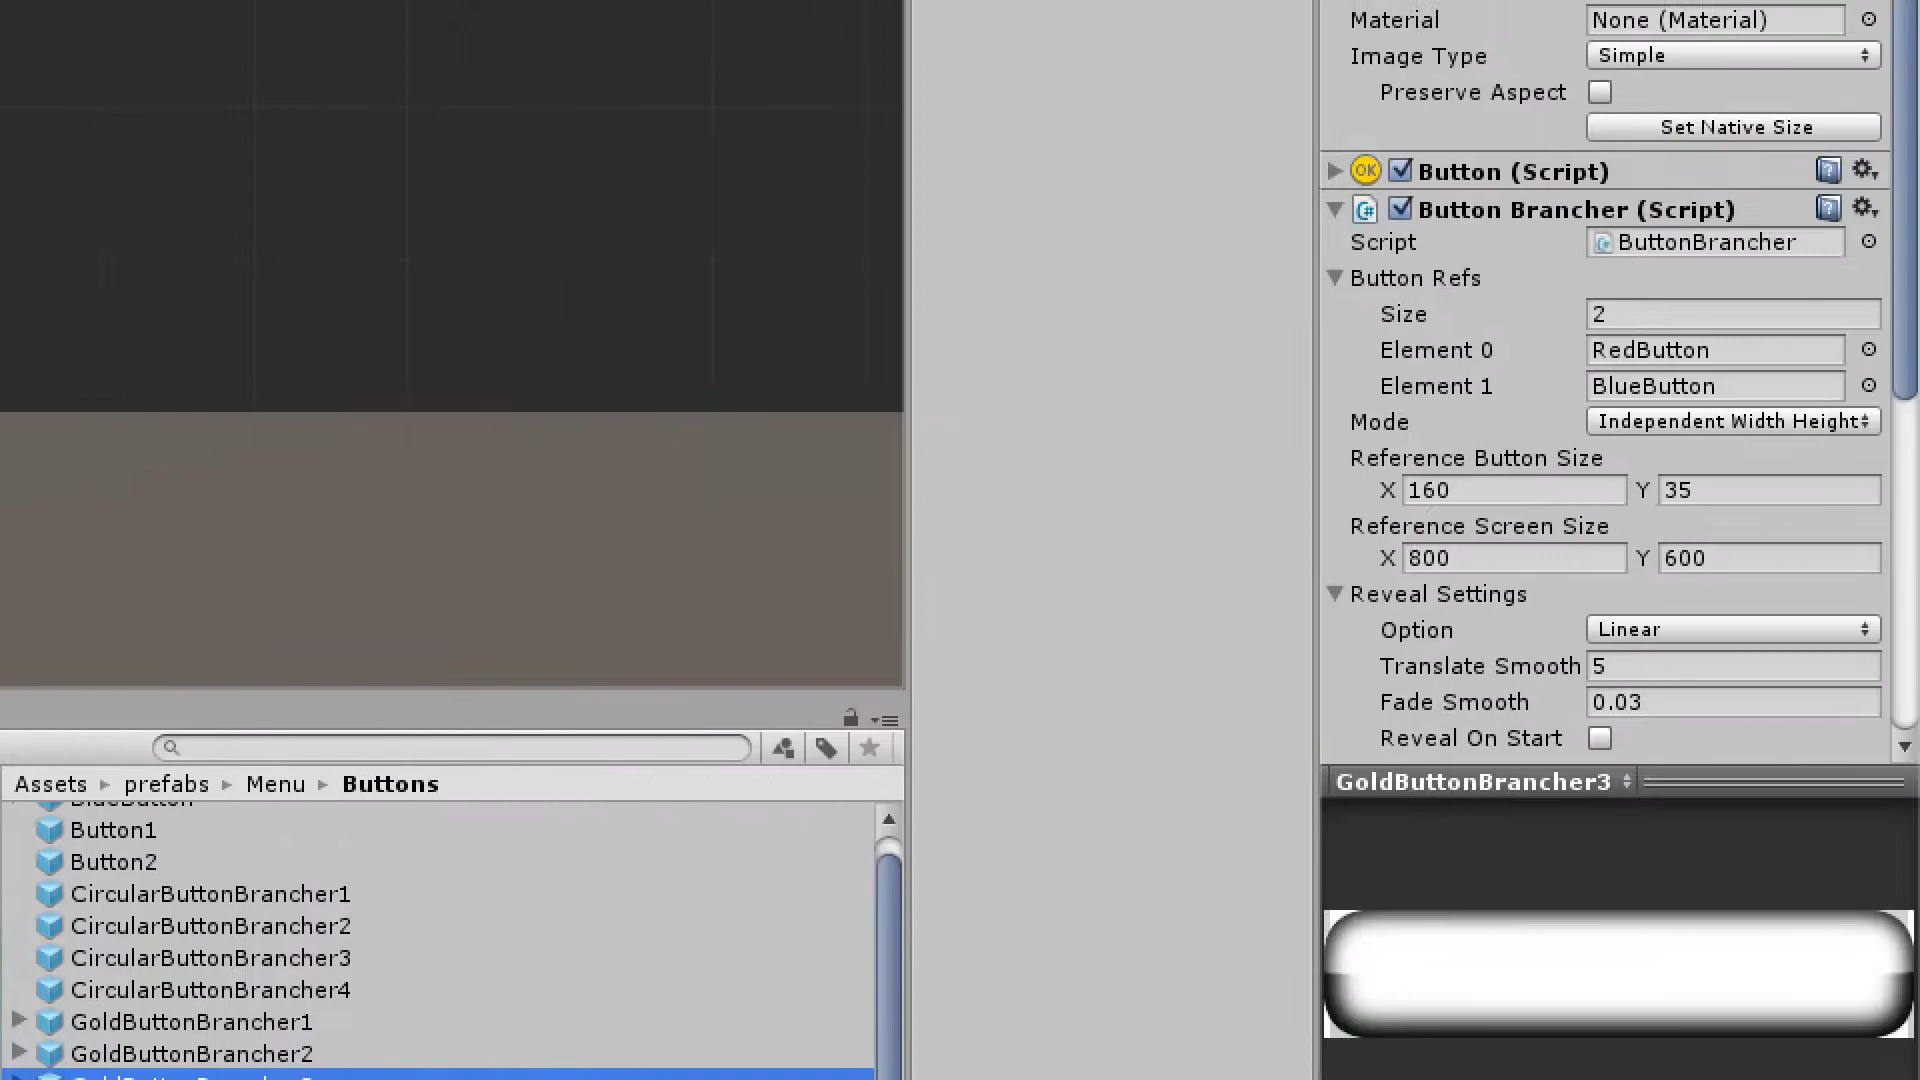 Material None (Material)
Image Type Simple
Preserve Aspect
Set Native Size
OK Button (Script)
Button Brancher (Script)
Script ButtonBrancher
Button Refs
Size 2
Element 0 RedButton
Element 1 BlueButton
Mode Independent Width Height
Reference Button Size
X 160 Y 35
Reference Screen Size
X 800 Y 600
Reveal Settings
Option Linear
Translate Smooth 5
Fade Smooth 0.03
Reveal On Start
GoldButtonBrancher3
Assets prefabs Menu Buttons
BlueButton
Button1
Button2
CircularButtonBrancher1
CircularButtonBrancher2
CircularButtonBrancher3
CircularButtonBrancher4
GoldButtonBrancher1
GoldButtonBrancher2